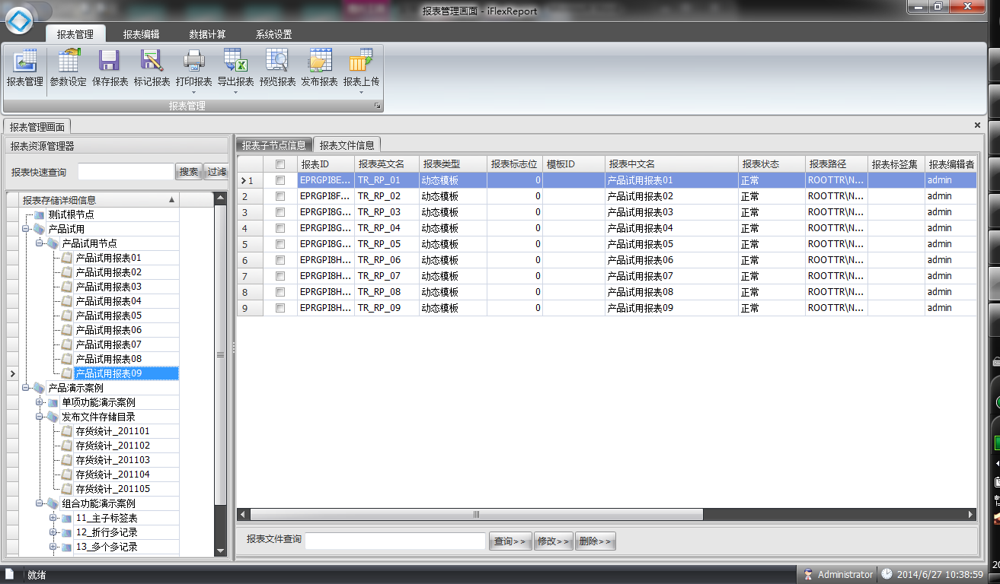 报表管理画面 - iFlexReport
报表管理 报表编辑 数据计算 系统设置
报表管理 参数设定 保存报表 标记报表 打印报表 导出报表 预览报表 发布报表 报表上传
报表管理
报表管理画面
报表资源管理器
报表快速查询 搜索 过滤
报表存储详细信息
测试根节点
产品试用
产品试用节点
产品试用报表01
产品试用报表02
产品试用报表03
产品试用报表04
产品试用报表05
产品试用报表06
产品试用报表07
产品试用报表08
产品试用报表09
产品演示案例
单项功能演示案例
发布文件存储目录
存货统计_201101
存货统计_201102
存货统计_201103
存货统计_201104
存货统计_201105
组合功能演示案例
11_主子标签表
12_折行多记录
13_多个多记录
报表子节点信息 报表文件信息
报表ID 报表英文名 报表类型 报表标志位 模板ID 报表中文名 报表状态 报表路径 报表标签集 报表编辑者
1 EPRGPI8E... TR_RP_01 动态模板 0 产品试用报表01 正常 ROOTTR\N... admin
2 EPRGPI8F... TR_RP_02 动态模板 0 产品试用报表02 正常 ROOTTR\N... admin
3 EPRGPI8G... TR_RP_03 动态模板 0 产品试用报表03 正常 ROOTTR\N... admin
4 EPRGPI8G... TR_RP_04 动态模板 0 产品试用报表04 正常 ROOTTR\N... admin
5 EPRGPI8G... TR_RP_05 动态模板 0 产品试用报表05 正常 ROOTTR\N... admin
6 EPRGPI8H... TR_RP_06 动态模板 0 产品试用报表06 正常 ROOTTR\N... admin
7 EPRGPI8H... TR_RP_07 动态模板 0 产品试用报表07 正常 ROOTTR\N... admin
8 EPRGPI8H... TR_RP_08 动态模板 0 产品试用报表08 正常 ROOTTR\N... admin
9 EPRGPI8H... TR_RP_09 动态模板 0 产品试用报表09 正常 ROOTTR\N... admin
报表文件查询 查询>> 修改>> 删除>>
就绪 Administrator 2014/6/27 10:38:59